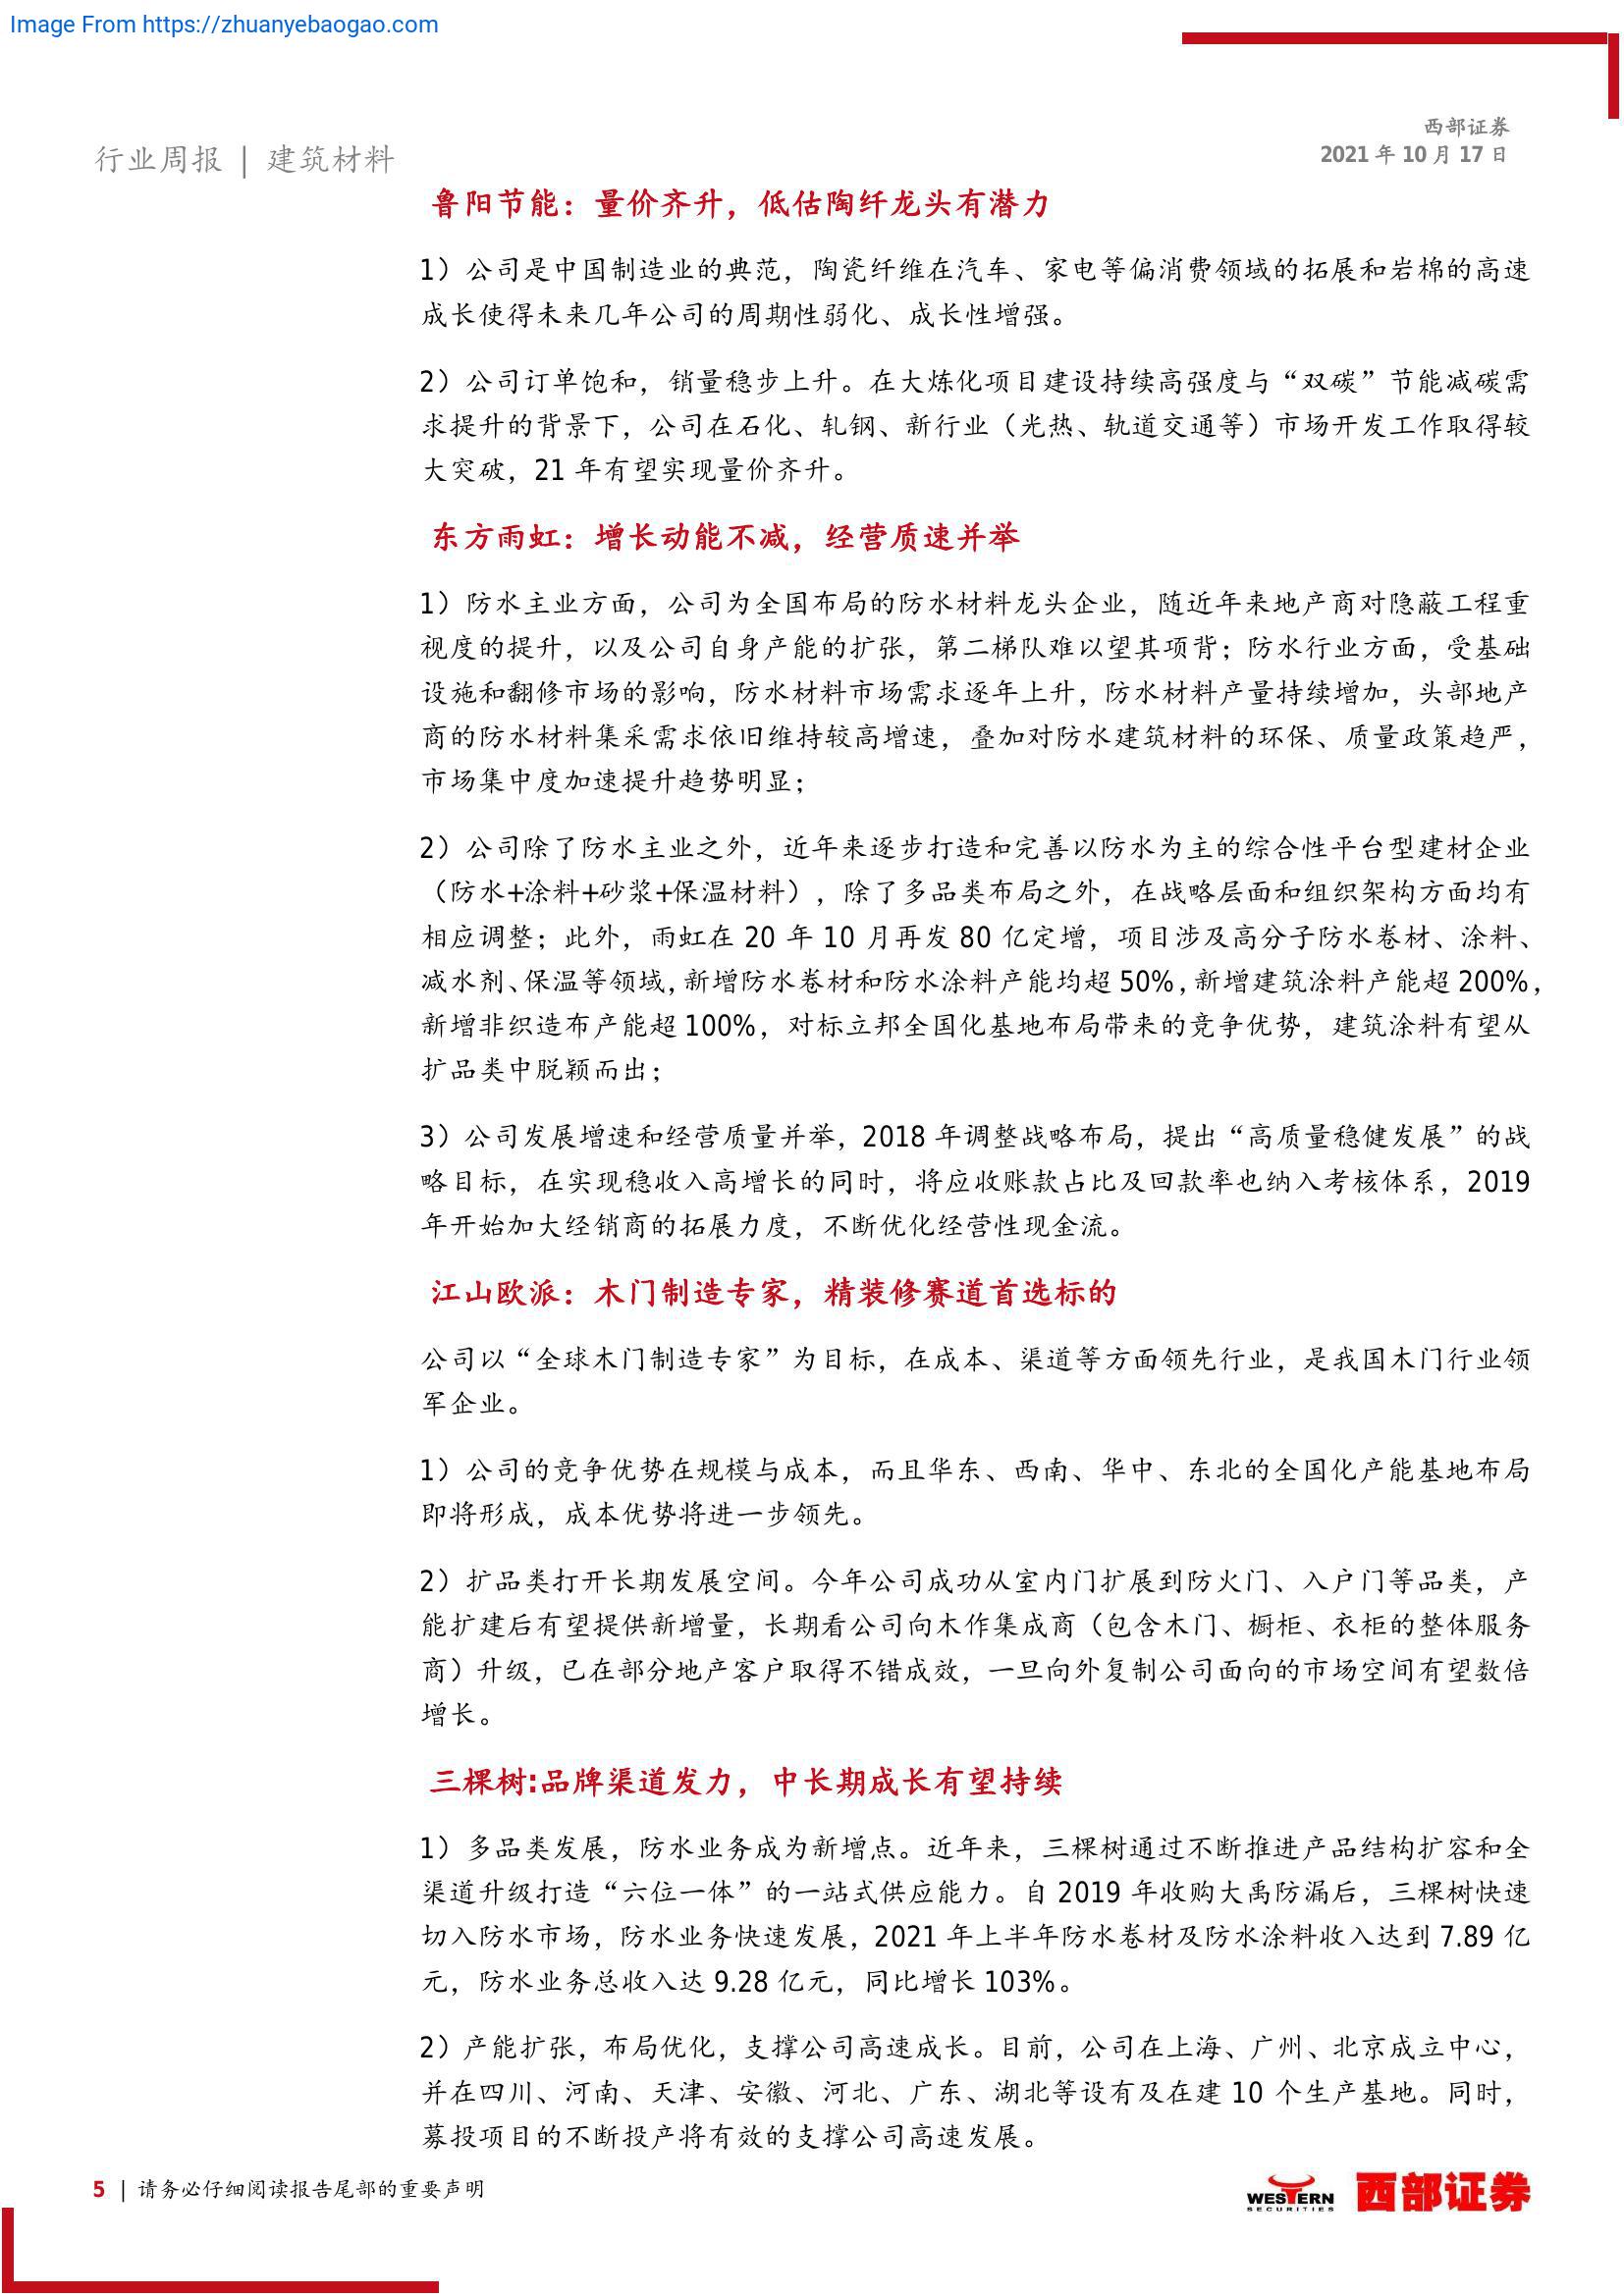 Image From https://zhuanyebaogao.com
西部证券
2021 年 10 月 17 日
行业周报 | 建筑材料
鲁阳节能：量价齐升，低估陶纤龙头有潜力
1）公司是中国制造业的典范，陶瓷纤维在汽车、家电等偏消费领域的拓展和岩棉的高速
成长使得未来几年公司的周期性弱化、成长性增强。
2）公司订单饱和，销量稳步上升。在大炼化项目建设持续高强度与“双碳”节能减碳需
求提升的背景下，公司在石化、轧钢、新行业（光热、轨道交通等）市场开发工作取得较
大突破，21 年有望实现量价齐升。
东方雨虹：增长动能不减，经营质速并举
1）防水主业方面，公司为全国布局的防水材料龙头企业，随近年来地产商对隐蔽工程重
视度的提升，以及公司自身产能的扩张，第二梯队难以望其项背；防水行业方面，受基础
设施和翻修市场的影响，防水材料市场需求逐年上升，防水材料产量持续增加，头部地产
商的防水材料集采需求依旧维持较高增速，叠加对防水建筑材料的环保、质量政策趋严，
市场集中度加速提升趋势明显；
2）公司除了防水主业之外，近年来逐步打造和完善以防水为主的综合性平台型建材企业
（防水+涂料+砂浆+保温材料），除了多品类布局之外，在战略层面和组织架构方面均有
相应调整；此外，雨虹在 20 年 10 月再发 80 亿定增，项目涉及高分子防水卷材、涂料、
减水剂、保温等领域，新增防水卷材和防水涂料产能均超 50%，新增建筑涂料产能超 200%，
新增非织造布产能超 100%，对标立邦全国化基地布局带来的竞争优势，建筑涂料有望从
扩品类中脱颖而出；
3）公司发展增速和经营质量并举，2018 年调整战略布局，提出“高质量稳健发展”的战
略目标，在实现稳收入高增长的同时，将应收账款占比及回款率也纳入考核体系，2019
年开始加大经销商的拓展力度，不断优化经营性现金流。
江山欧派：木门制造专家，精装修赛道首选标的
公司以“全球木门制造专家”为目标，在成本、渠道等方面领先行业，是我国木门行业领
军企业。
1）公司的竞争优势在规模与成本，而且华东、西南、华中、东北的全国化产能基地布局
即将形成，成本优势将进一步领先。
2）扩品类打开长期发展空间。今年公司成功从室内门扩展到防火门、入户门等品类，产
能扩建后有望提供新增量，长期看公司向木作集成商（包含木门、橱柜、衣柜的整体服务
商）升级，已在部分地产客户取得不错成效，一旦向外复制公司面向的市场空间有望数倍
增长。
三棵树:品牌渠道发力，中长期成长有望持续
1）多品类发展，防水业务成为新增点。近年来，三棵树通过不断推进产品结构扩容和全
渠道升级打造“六位一体”的一站式供应能力。自 2019 年收购大禹防漏后，三棵树快速
切入防水市场，防水业务快速发展，2021 年上半年防水卷材及防水涂料收入达到 7.89 亿
元，防水业务总收入达 9.28 亿元，同比增长 103%。
2）产能扩张，布局优化，支撑公司高速成长。目前，公司在上海、广州、北京成立中心，
并在四川、河南、天津、安徽、河北、广东、湖北等设有及在建 10 个生产基地。同时，
募投项目的不断投产将有效的支撑公司高速发展。
5 | 请务必仔细阅读报告尾部的重要声明
WESTERN
SECURITIES
西部证券